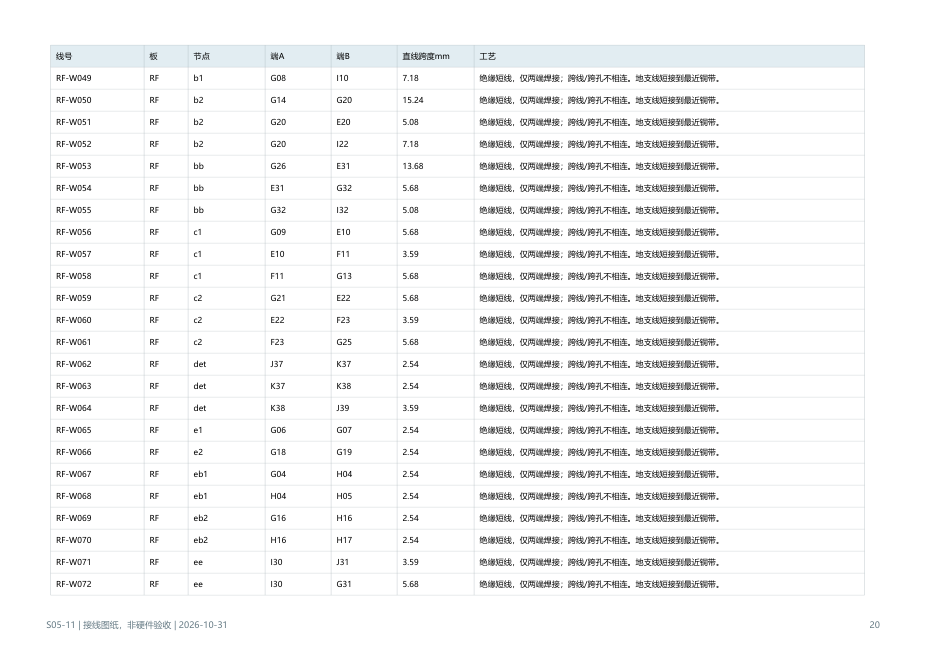 线号 板 节点 端A 端B 直线跨度mm 工艺
RF-W049 RF b1 G08 I10 7.18 绝缘短线，仅两端焊接；跨线/跨孔不相连。地支线短接到最近铜带。
RF-W050 RF b2 G14 G20 15.24 绝缘短线，仅两端焊接；跨线/跨孔不相连。地支线短接到最近铜带。
RF-W051 RF b2 G20 E20 5.08 绝缘短线，仅两端焊接；跨线/跨孔不相连。地支线短接到最近铜带。
RF-W052 RF b2 G20 I22 7.18 绝缘短线，仅两端焊接；跨线/跨孔不相连。地支线短接到最近铜带。
RF-W053 RF bb G26 E31 13.68 绝缘短线，仅两端焊接；跨线/跨孔不相连。地支线短接到最近铜带。
RF-W054 RF bb E31 G32 5.68 绝缘短线，仅两端焊接；跨线/跨孔不相连。地支线短接到最近铜带。
RF-W055 RF bb G32 I32 5.08 绝缘短线，仅两端焊接；跨线/跨孔不相连。地支线短接到最近铜带。
RF-W056 RF c1 G09 E10 5.68 绝缘短线，仅两端焊接；跨线/跨孔不相连。地支线短接到最近铜带。
RF-W057 RF c1 E10 F11 3.59 绝缘短线，仅两端焊接；跨线/跨孔不相连。地支线短接到最近铜带。
RF-W058 RF c1 F11 G13 5.68 绝缘短线，仅两端焊接；跨线/跨孔不相连。地支线短接到最近铜带。
RF-W059 RF c2 G21 E22 5.68 绝缘短线，仅两端焊接；跨线/跨孔不相连。地支线短接到最近铜带。
RF-W060 RF c2 E22 F23 3.59 绝缘短线，仅两端焊接；跨线/跨孔不相连。地支线短接到最近铜带。
RF-W061 RF c2 F23 G25 5.68 绝缘短线，仅两端焊接；跨线/跨孔不相连。地支线短接到最近铜带。
RF-W062 RF det J37 K37 2.54 绝缘短线，仅两端焊接；跨线/跨孔不相连。地支线短接到最近铜带。
RF-W063 RF det K37 K38 2.54 绝缘短线，仅两端焊接；跨线/跨孔不相连。地支线短接到最近铜带。
RF-W064 RF det K38 J39 3.59 绝缘短线，仅两端焊接；跨线/跨孔不相连。地支线短接到最近铜带。
RF-W065 RF e1 G06 G07 2.54 绝缘短线，仅两端焊接；跨线/跨孔不相连。地支线短接到最近铜带。
RF-W066 RF e2 G18 G19 2.54 绝缘短线，仅两端焊接；跨线/跨孔不相连。地支线短接到最近铜带。
RF-W067 RF eb1 G04 H04 2.54 绝缘短线，仅两端焊接；跨线/跨孔不相连。地支线短接到最近铜带。
RF-W068 RF eb1 H04 H05 2.54 绝缘短线，仅两端焊接；跨线/跨孔不相连。地支线短接到最近铜带。
RF-W069 RF eb2 G16 H16 2.54 绝缘短线，仅两端焊接；跨线/跨孔不相连。地支线短接到最近铜带。
RF-W070 RF eb2 H16 H17 2.54 绝缘短线，仅两端焊接；跨线/跨孔不相连。地支线短接到最近铜带。
RF-W071 RF ee I30 J31 3.59 绝缘短线，仅两端焊接；跨线/跨孔不相连。地支线短接到最近铜带。
RF-W072 RF ee I30 G31 5.68 绝缘短线，仅两端焊接；跨线/跨孔不相连。地支线短接到最近铜带。
S05-11 | 接线图纸，非硬件验收 | 2026-10-31 20